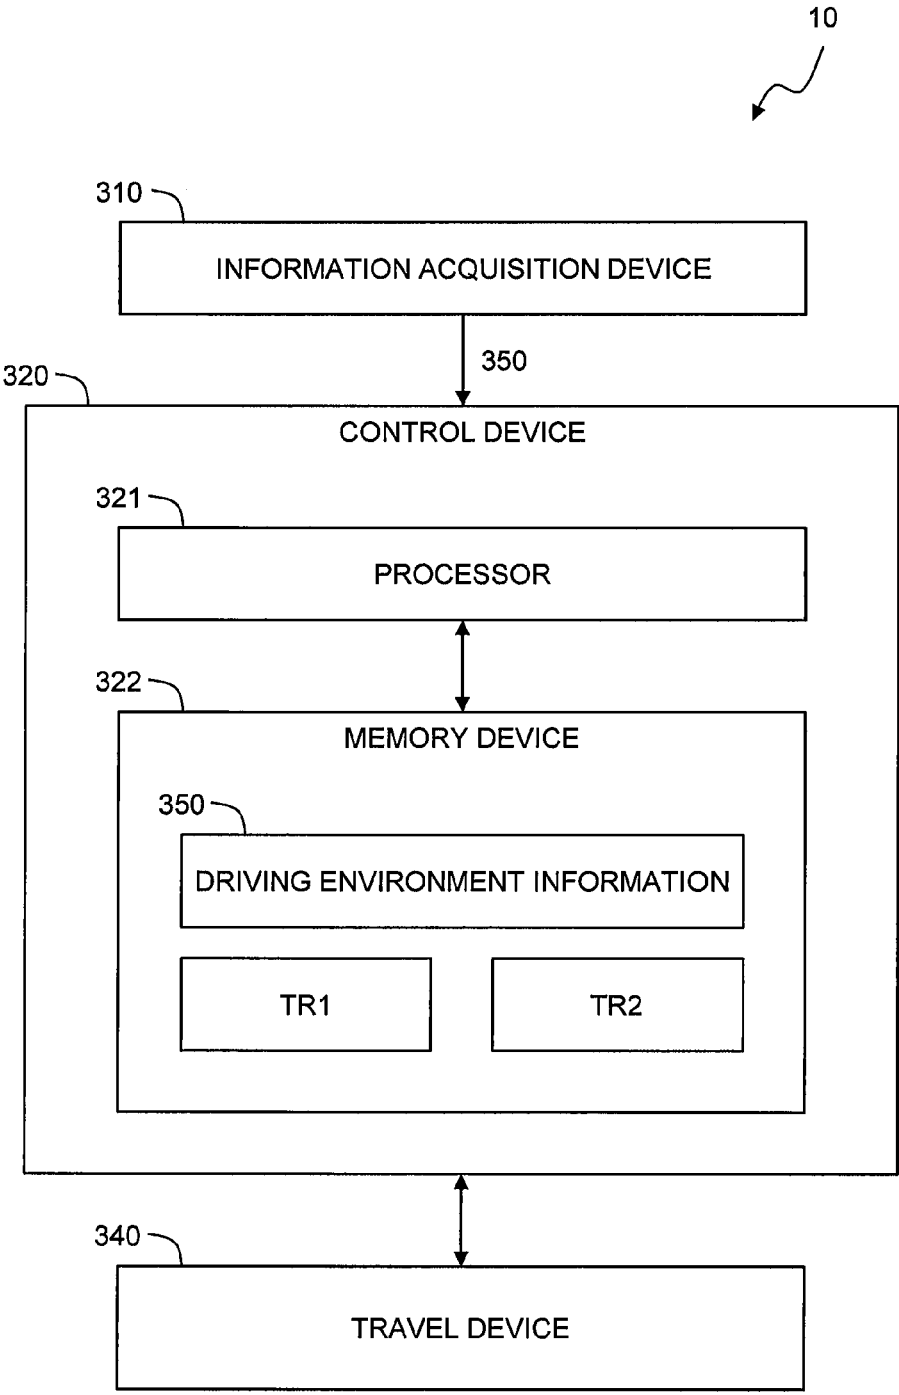 10
310
INFORMATION ACQUISITION DEVICE
350
320
CONTROL DEVICE
321
PROCESSOR
322
MEMORY DEVICE
350
DRIVING ENVIRONMENT INFORMATION
TR1
TR2
340
TRAVEL DEVICE